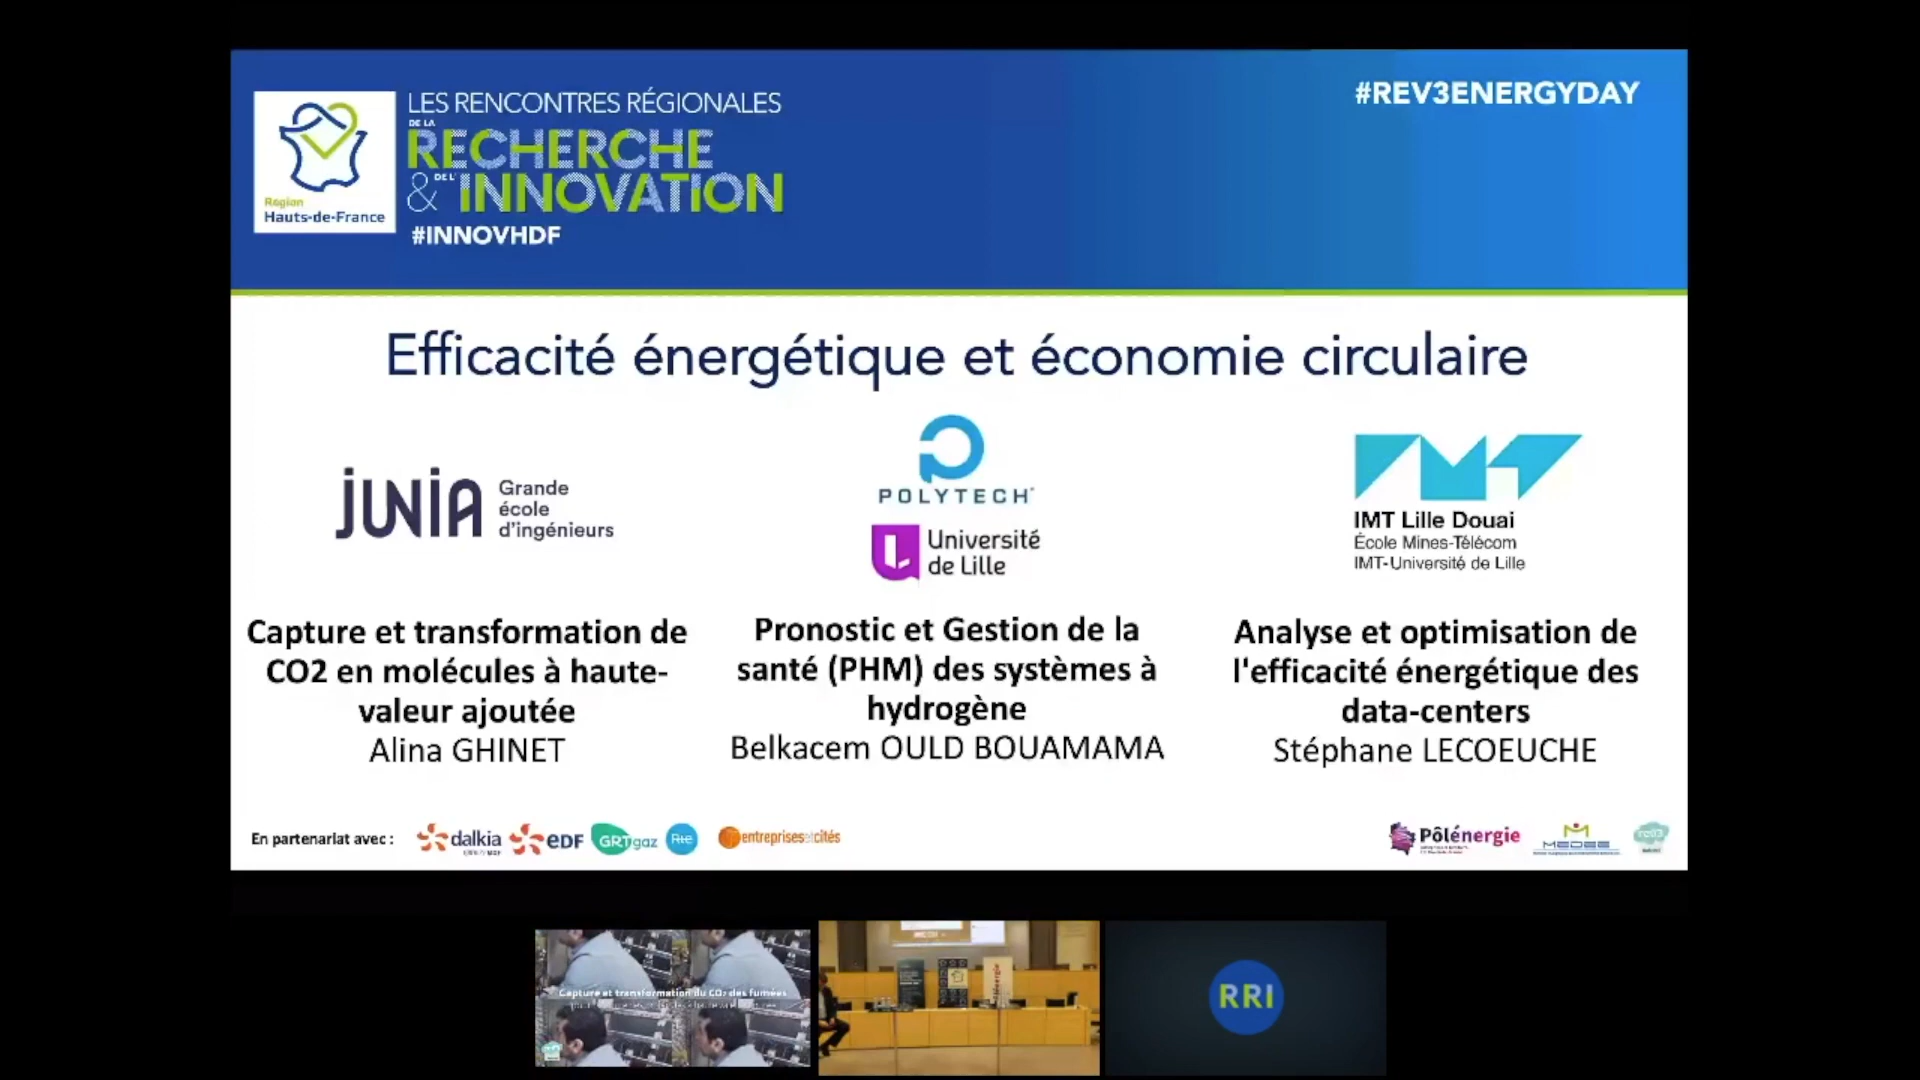 LES RENCONTRES RÉGIONALES
DE LA
RECHERCHE
& DE L' INNOVATION
#INNOVHDF
Région
Hauts-de-France
#REV3ENERGYDAY
Efficacité énergétique et économie circulaire
JUNIA Grande
école
d'ingénieurs
POLYTECH
Université
de Lille
IMT Lille Douai
École Mines-Télécom
IMT-Université de Lille
Capture et transformation de
CO2 en molécules à haute-
valeur ajoutée
Alina GHINET
Pronostic et Gestion de la
santé (PHM) des systèmes à
hydrogène
Belkacem OULD BOUAMAMA
Analyse et optimisation de
l'efficacité énergétique des
data-centers
Stéphane LECOEUCHE
En partenariat avec :
dalkia
EDF
GRTgaz
Rte
entreprisesetcités
Pôlénergie
MEDEE
rev3
Capture et transformation du CO₂ des fumées
RRI